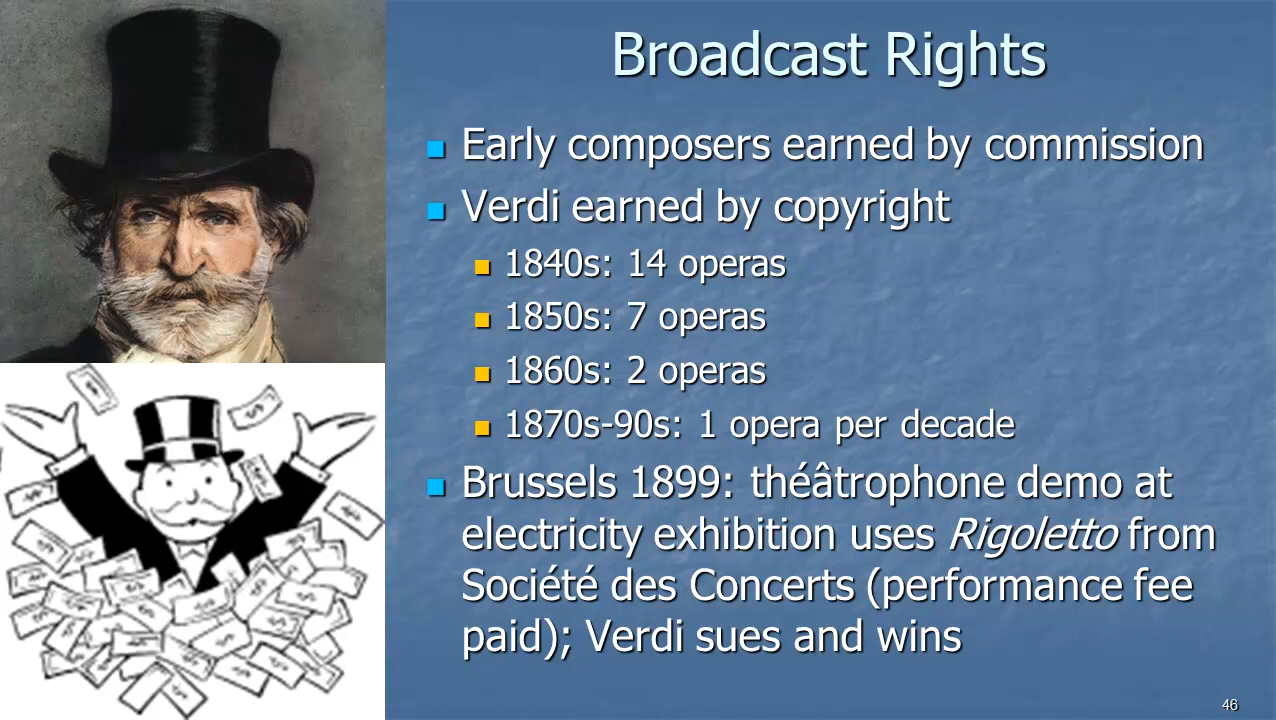 Broadcast Rights
Early composers earned by commission
Verdi earned by copyright
1840s: 14 operas
1850s: 7 operas
1860s: 2 operas
1870s-90s: 1 opera per decade
Brussels 1899: théâtrophone demo at
electricity exhibition uses Rigoletto from
Société des Concerts (performance fee
paid); Verdi sues and wins
46